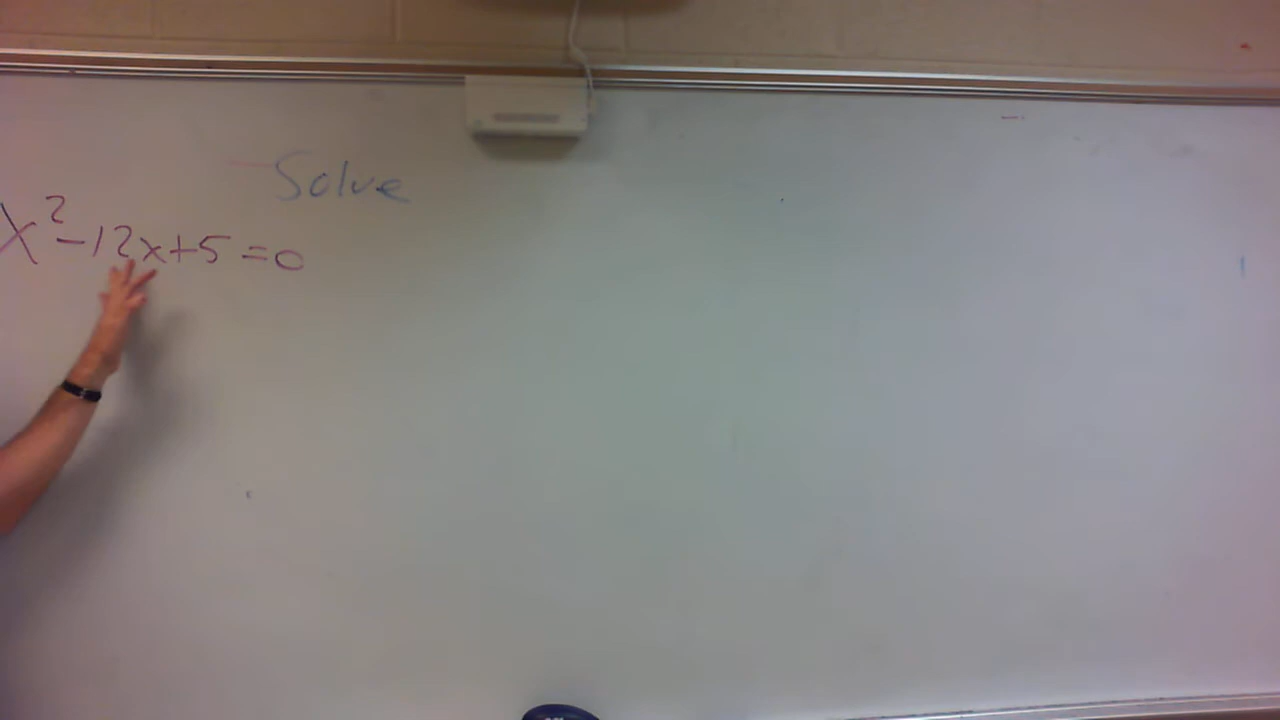 Solve
x² - 12x + 5 = 0